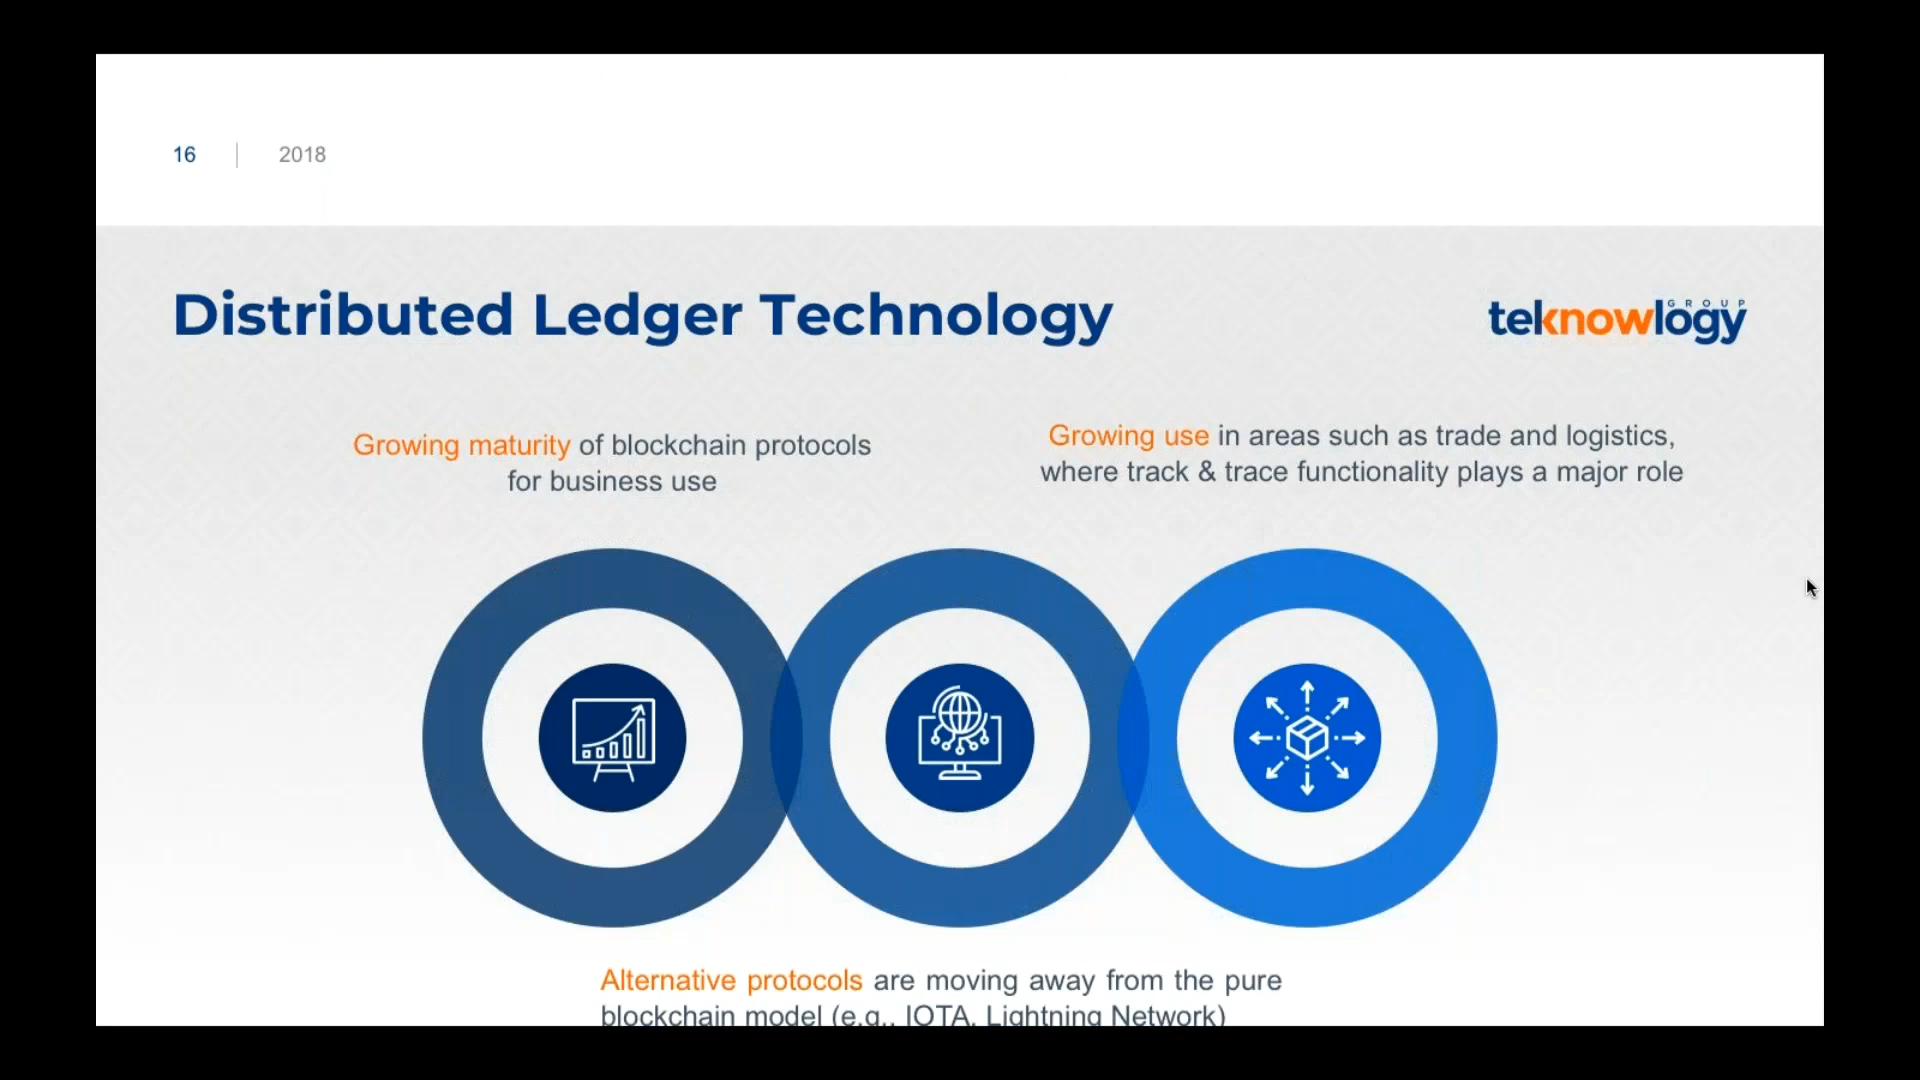 16
2018
Distributed Ledger Technology
teknowlogy
GROUP
Growing maturity of blockchain protocols
for business use
Growing use in areas such as trade and logistics,
where track & trace functionality plays a major role
Alternative protocols are moving away from the pure
blockchain model (e.g., IOTA, Lightning Network)